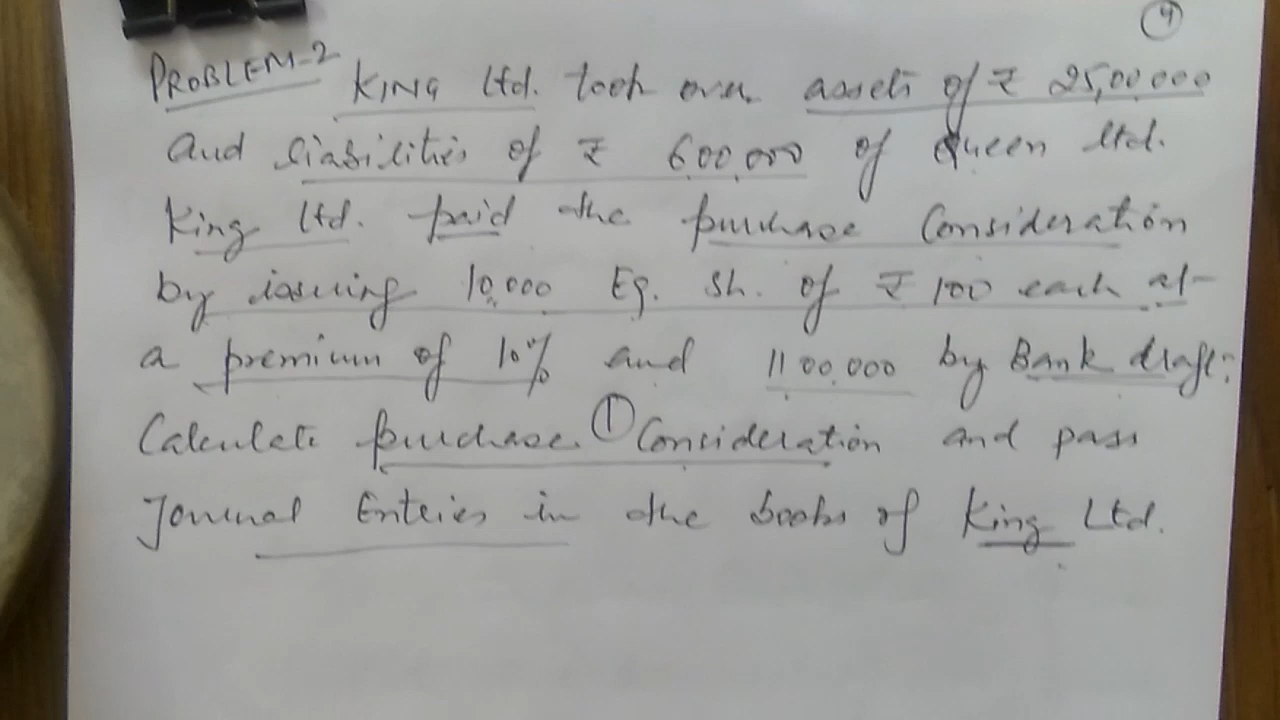 4
PROBLEM-2 KING Ltd. took over assets of ₹ 25,00,000
and liabilities of ₹ 6,00,000 of Queen ltd.
King Ltd. paid the purchase Consideration
by issuing 10,000 Eq. Sh. of ₹ 100 each at
a premium of 10% and 1100,000 by Bank draft.
Calculate purchase ① Consideration and pass
Journal Entries in the books of King Ltd.